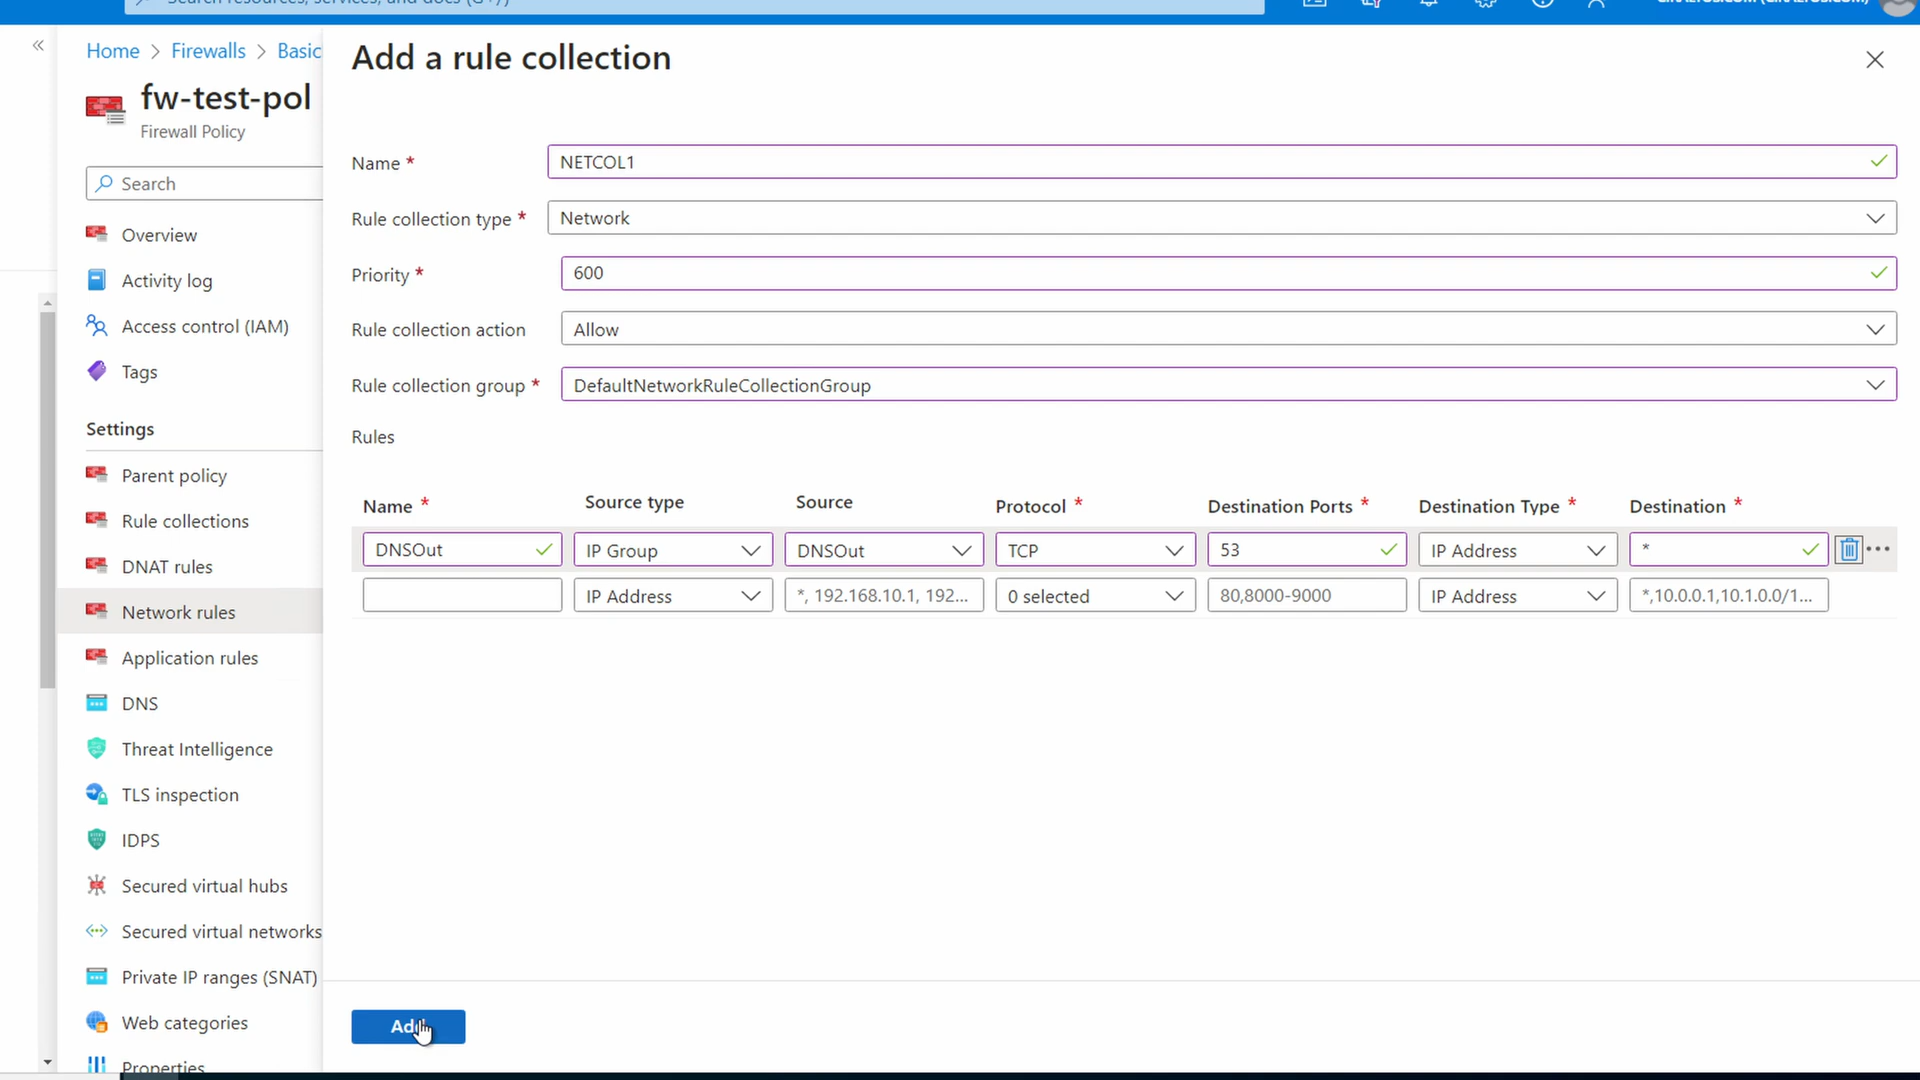 Search resources, services, and docs (G+/)
Home > Firewalls > Basic
fw-test-pol
Firewall Policy
Search
Overview
Activity log
Access control (IAM)
Tags
Settings
Parent policy
Rule collections
DNAT rules
Network rules
Application rules
DNS
Threat Intelligence
TLS inspection
IDPS
Secured virtual hubs
Secured virtual networks
Private IP ranges (SNAT)
Web categories
Properties
Add a rule collection
Name * NETCOL1
Rule collection type * Network
Priority * 600
Rule collection action Allow
Rule collection group * DefaultNetworkRuleCollectionGroup
Rules
Name * Source type Source Protocol * Destination Ports * Destination Type * Destination *
DNSOut IP Group DNSOut TCP 53 IP Address *
IP Address *, 192.168.10.1, 192... 0 selected 80,8000-9000 IP Address *,10.0.0.1,10.1.0.0/1...
Add